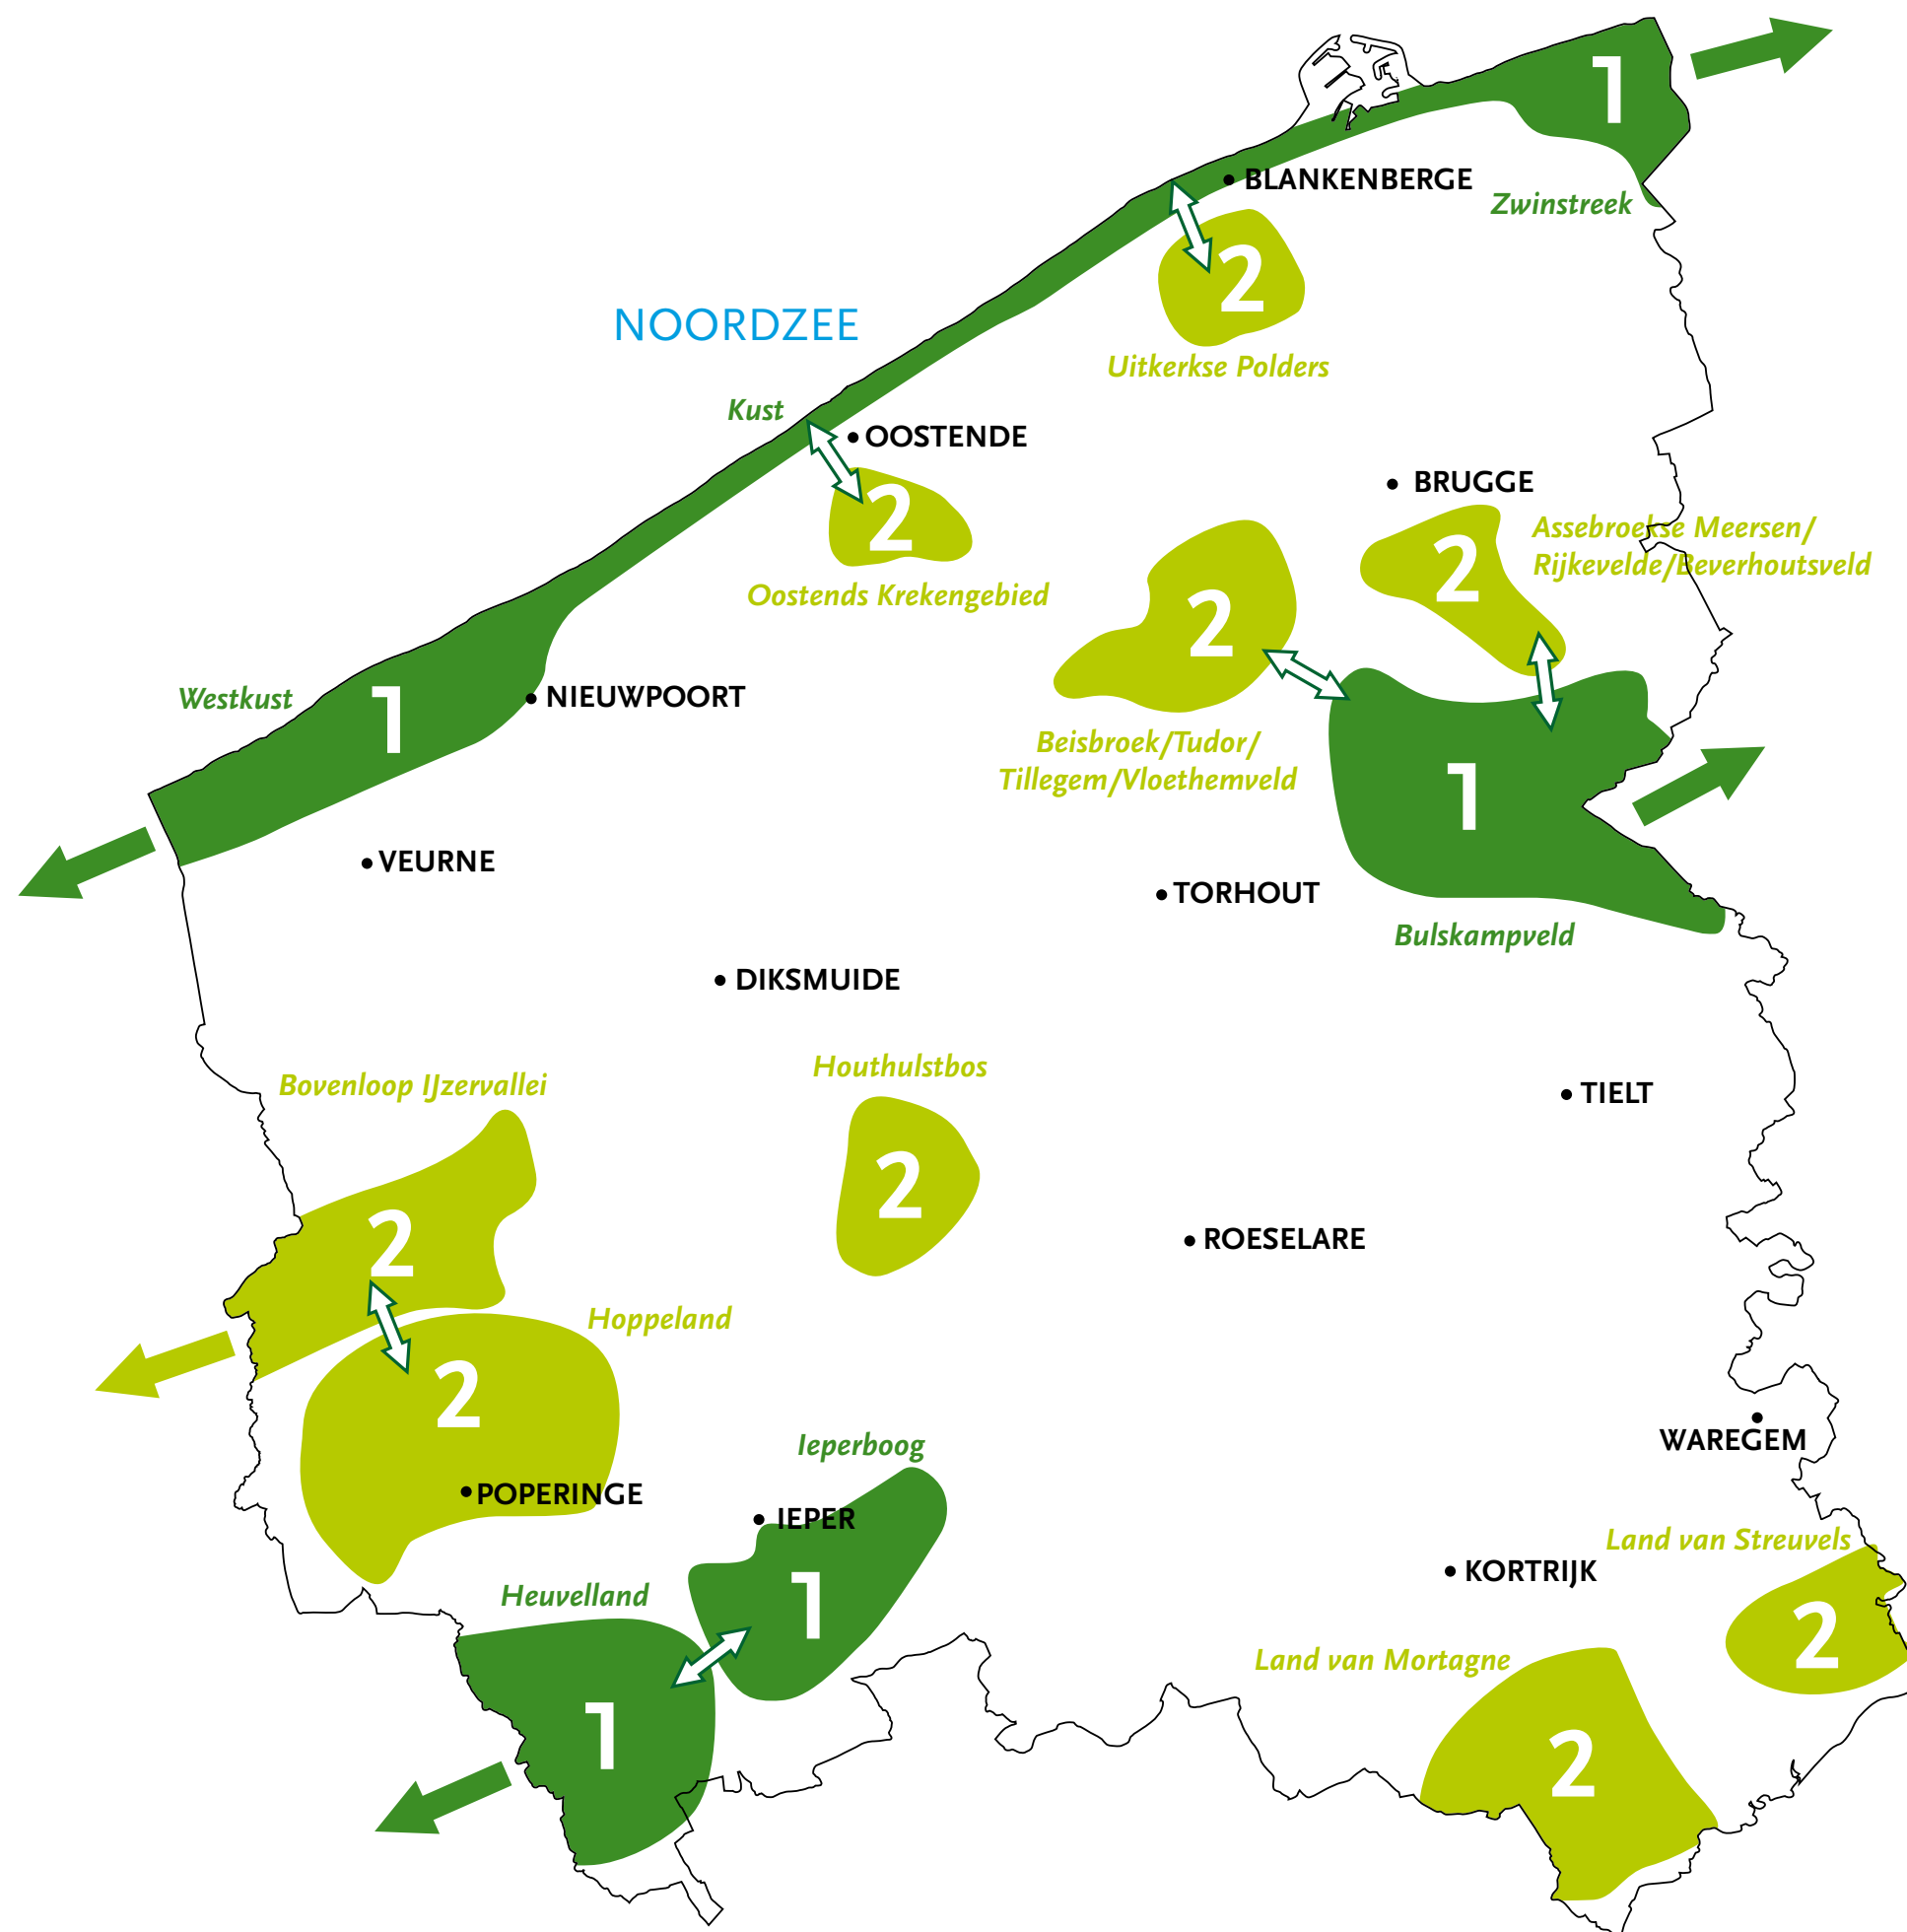 1
BLANKENBERGE
Zwinstreek
2
NOORDZEE
Uitkerkse Polders
Kust
OOSTENDE
BRUGGE
2
Assebroekse Meersen/
Rijkevelde/Beverhoutsveld
2
Oostends Krekengebied
2
Westkust
1
NIEUWPOORT
Beisbroek/Tudor/
Tillegem/Vloethemveld
1
VEURNE
TORHOUT
Bulskampveld
DIKSMUIDE
Houthulstbos
Bovenloop IJzervallei
TIELT
2
2
ROESELARE
Hoppeland
2
WAREGEM
Ieperboog
POPERINGE
IEPER
Land van Streuvels
KORTRIJK
Heuvelland
1
2
Land van Mortagne
1
2